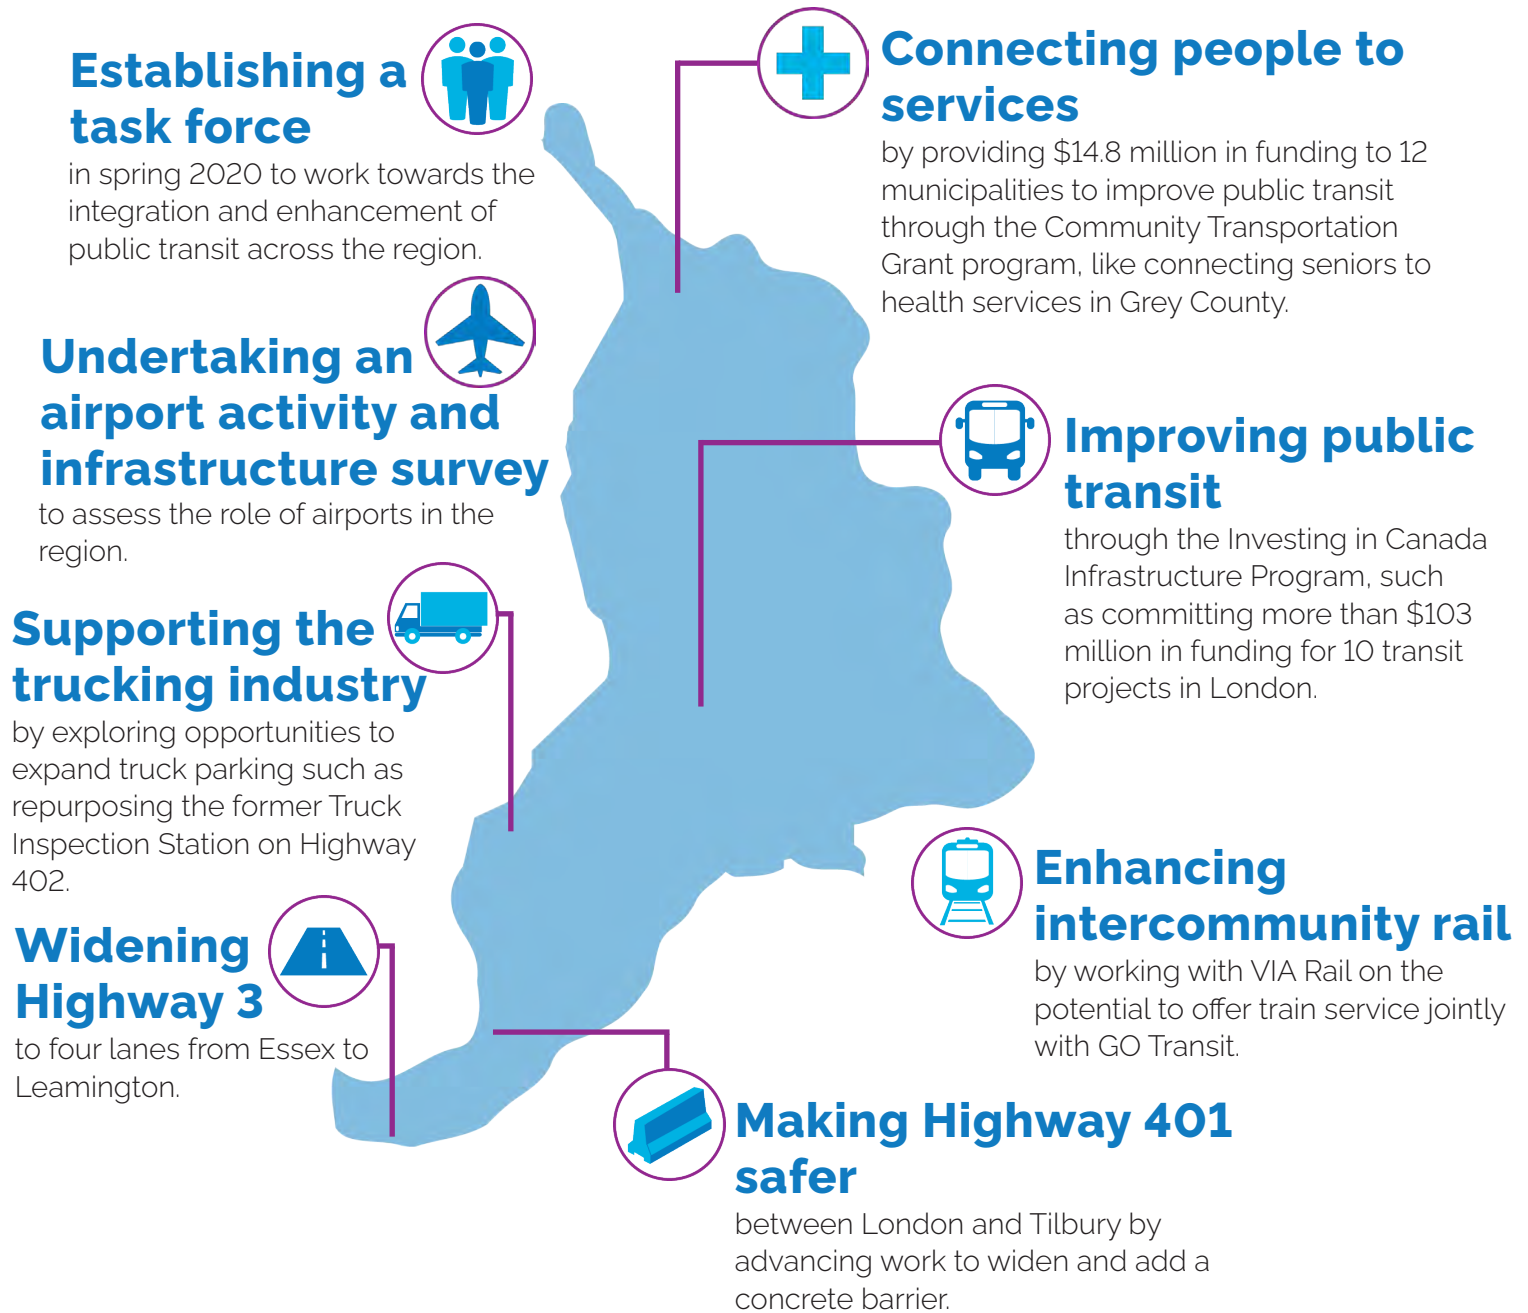 Establishing a
task force
in spring 2020 to work towards the
integration and enhancement of
public transit across the region.
Connecting people to
services
by providing $14.8 million in funding to 12
municipalities to improve public transit
through the Community Transportation
Grant program, like connecting seniors to
health services in Grey County.
Undertaking an
airport activity and
infrastructure survey
to assess the role of airports in the
region.
Improving public
transit
through the Investing in Canada
Infrastructure Program, such
as committing more than $103
million in funding for 10 transit
projects in London.
Supporting the
trucking industry
by exploring opportunities to
expand truck parking such as
repurposing the former Truck
Inspection Station on Highway
402.
Enhancing
intercommunity rail
by working with VIA Rail on the
potential to offer train service jointly
with GO Transit.
Widening
Highway 3
to four lanes from Essex to
Leamington.
Making Highway 401
safer
between London and Tilbury by
advancing work to widen and add a
concrete barrier.